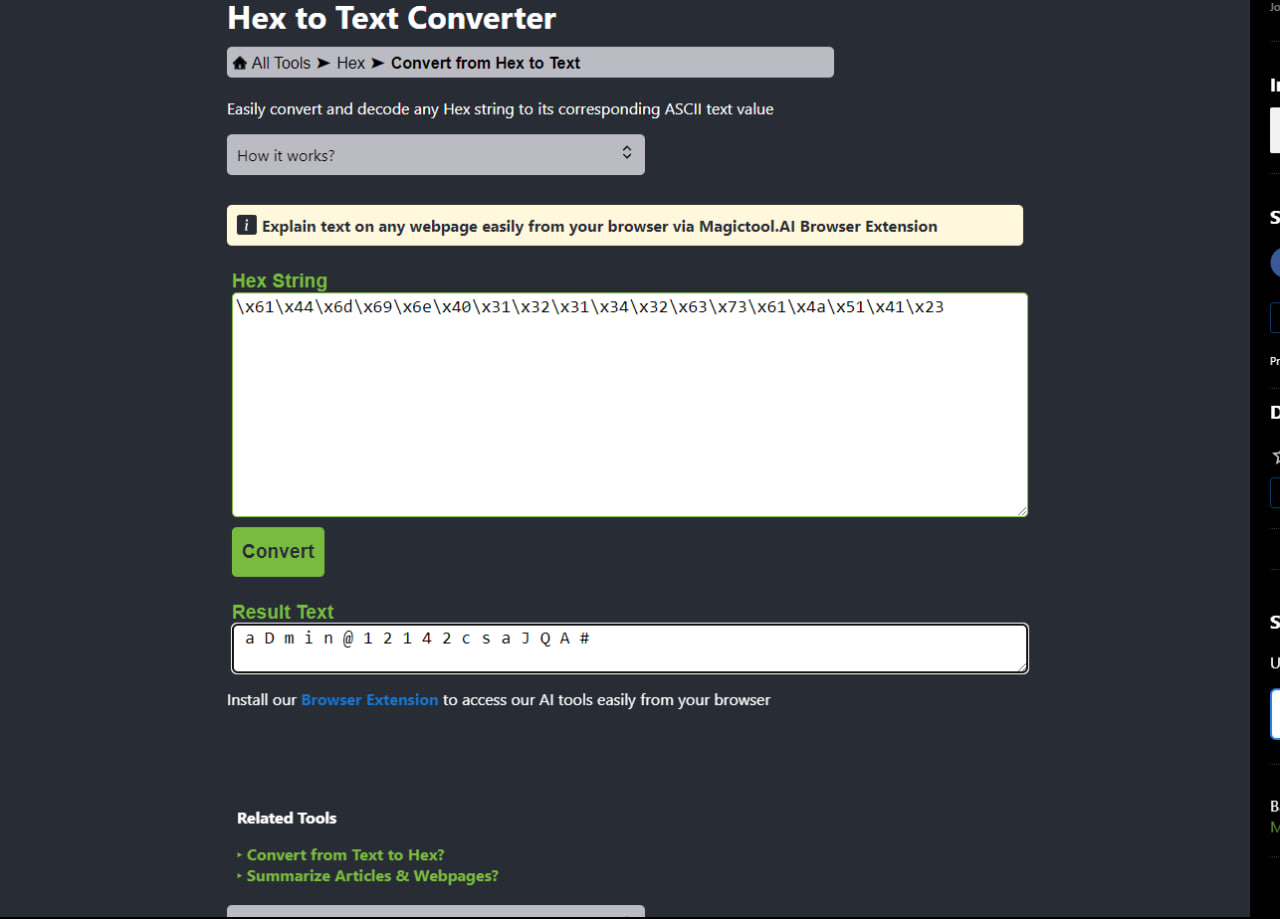 Hex to Text Converter
All Tools ➤ Hex ➤ Convert from Hex to Text
Easily convert and decode any Hex string to its corresponding ASCII text value
How it works?
i Explain text on any webpage easily from your browser via Magictool.AI Browser Extension
Hex String
\x61\x44\x6d\x69\x6e\x40\x31\x32\x31\x34\x32\x63\x73\x61\x4a\x51\x41\x23
Convert
Result Text
a D m i n @ 1 2 1 4 2 c s a J Q A #
Install our Browser Extension to access our AI tools easily from your browser
Related Tools
‣ Convert from Text to Hex?
‣ Summarize Articles & Webpages?